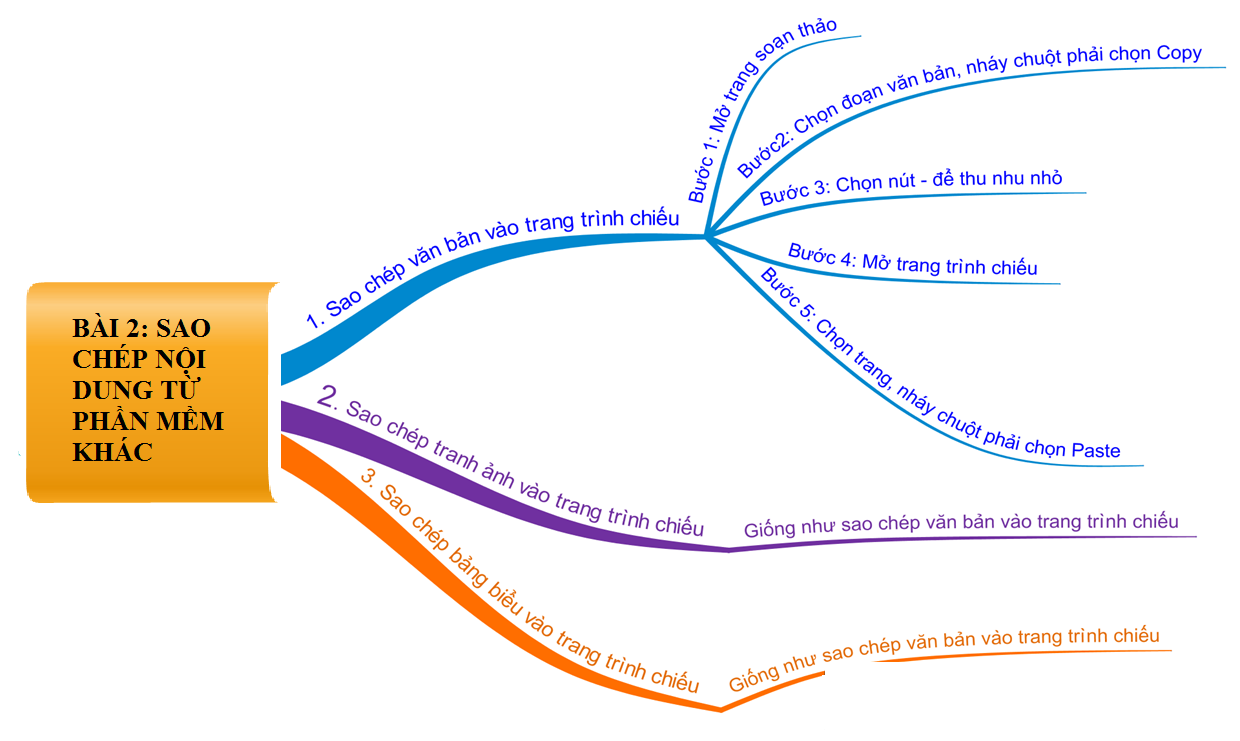 BÀI 2: SAO
CHÉP NỘI
DUNG TỪ
PHẦN MỀM
KHÁC
1. Sao chép văn bản vào trang trình chiếu
Bước 1: Mở trang soạn thảo
Bước2: Chọn đoạn văn bản, nháy chuột phải chọn Copy
Bước 3: Chọn nút - để thu nhu nhỏ
Bước 4: Mở trang trình chiếu
Bước 5: Chọn trang, nháy chuột phải chọn Paste
2. Sao chép tranh ảnh vào trang trình chiếu
Giống như sao chép văn bản vào trang trình chiếu
3. Sao chép bảng biểu vào trang trình chiếu
Giống như sao chép văn bản vào trang trình chiếu